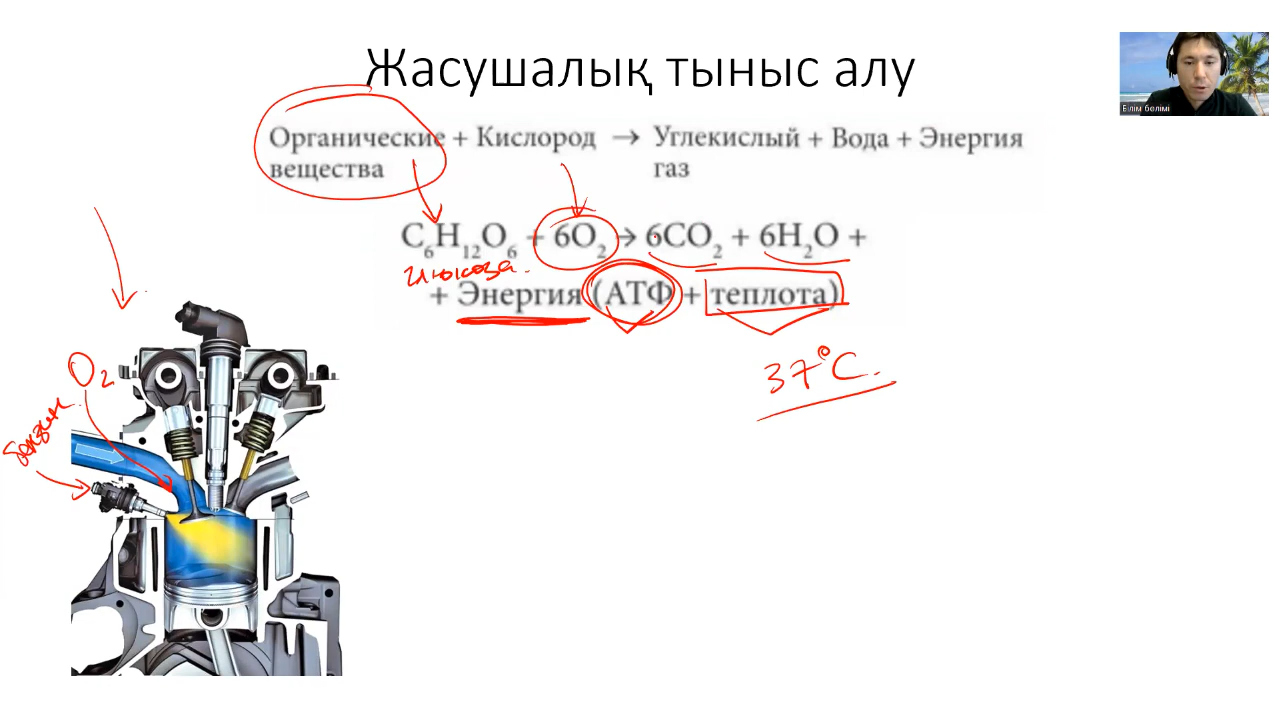 Жасушалық тыныс алу
Білім бөлімі
Органические + Кислород → Углекислый + Вода + Энергия
вещества газ
C₆H₁₂O₆ + 6O₂ → 6CO₂ + 6H₂O +
глюкоза.
+ Энергия (АТФ + теплота)
37°C.
O₂
бензин